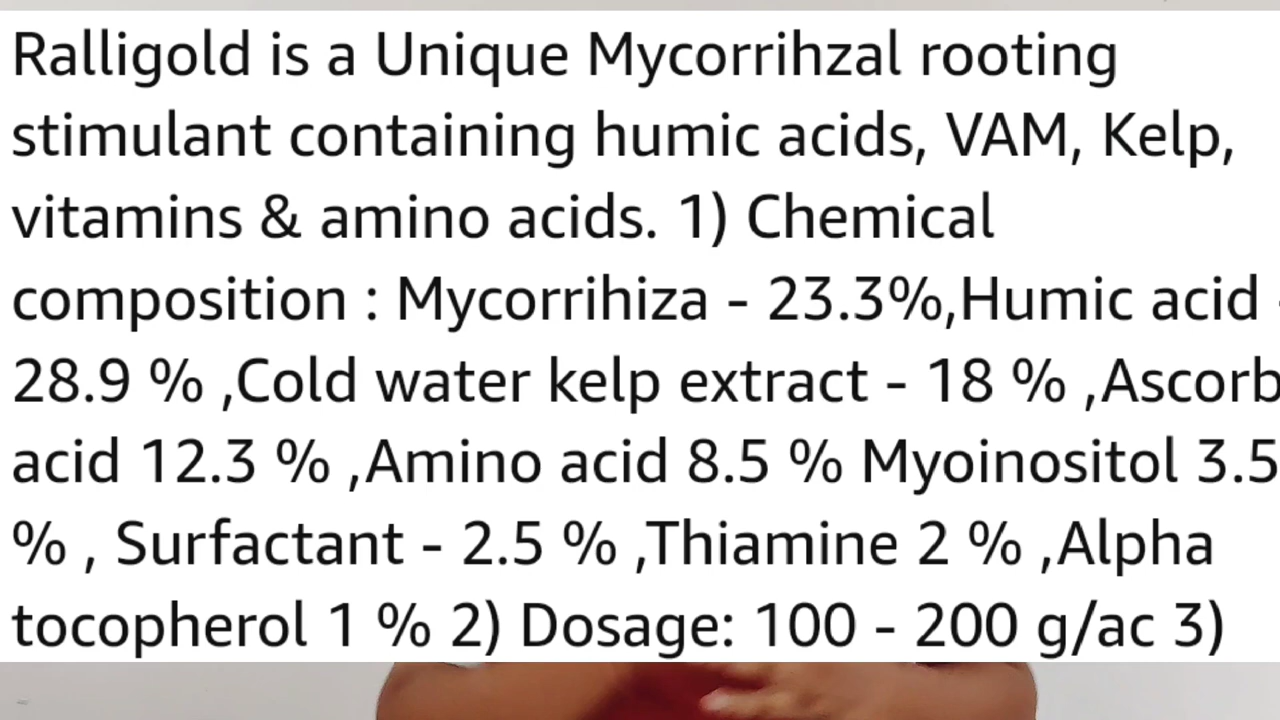 Ralligold is a Unique Mycorrihzal rooting
stimulant containing humic acids, VAM, Kelp,
vitamins & amino acids. 1) Chemical
composition : Mycorrihiza - 23.3%,Humic acid -
28.9 % ,Cold water kelp extract - 18 % ,Ascorb
acid 12.3 % ,Amino acid 8.5 % Myoinositol 3.5
% , Surfactant - 2.5 % ,Thiamine 2 % ,Alpha
tocopherol 1 % 2) Dosage: 100 - 200 g/ac 3)